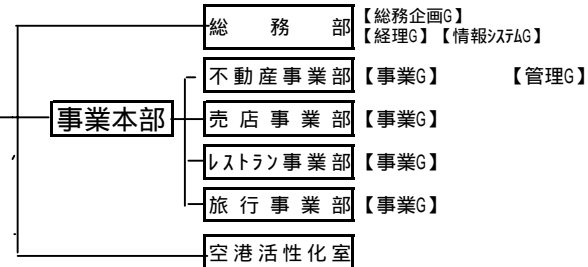 総務部 【総務企画G】
【経理G】【情報ｼｽﾃﾑG】
不動産事業部 【事業G】 【管理G】
事業本部 売店事業部 【事業G】
ﾚｽﾄﾗﾝ事業部 【事業G】
旅行事業部 【事業G】
空港活性化室